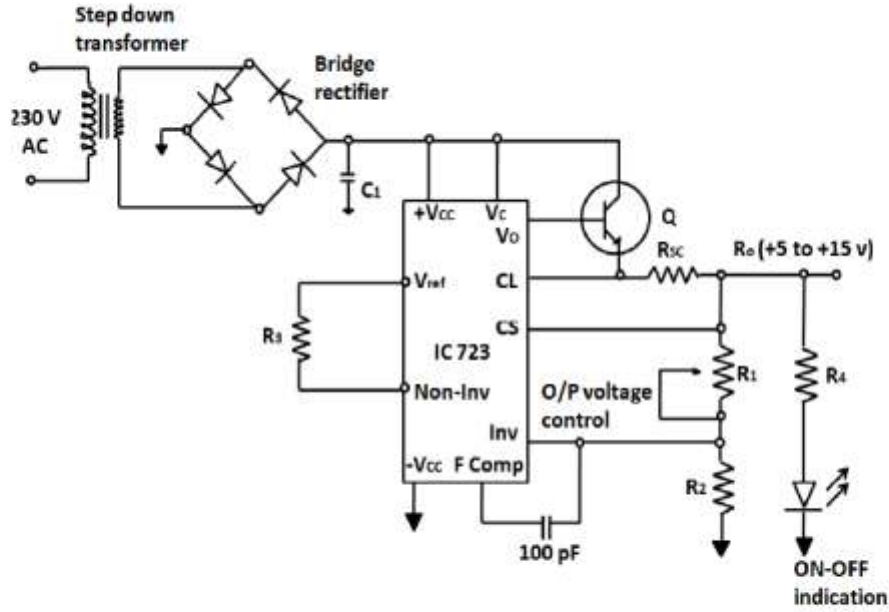 Step down
transformer
Bridge
rectifier
230 V
AC
C1
+VCC
VC
VO
Q
RSC
Ro (+5 to +15 v)
Vref
CL
R3
CS
IC 723
R1
R4
Non-Inv
O/P voltage
control
Inv
-VCC
F Comp
R2
100 pF
ON-OFF
indication